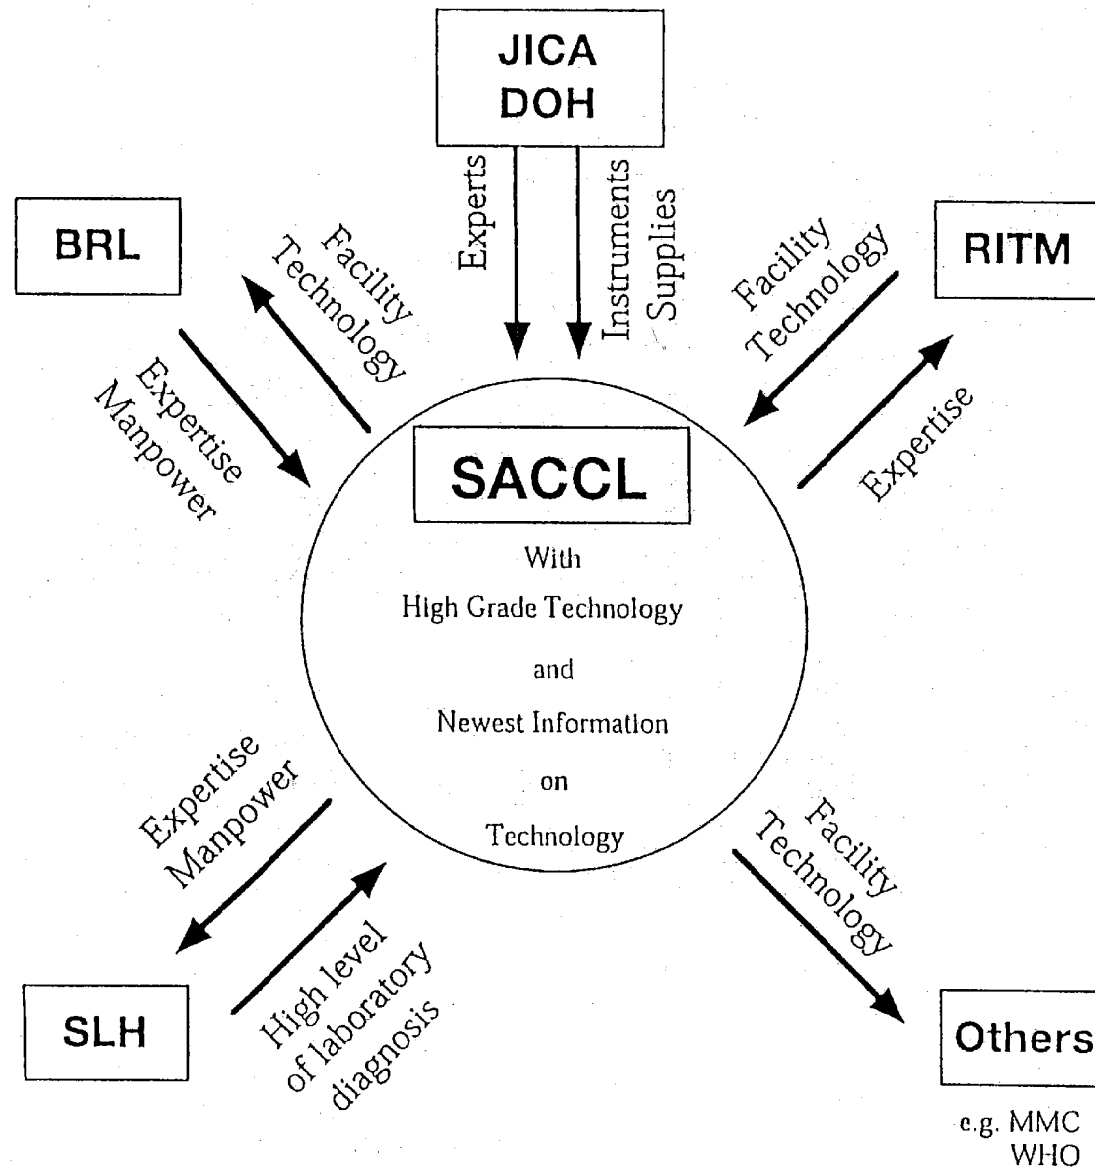 JICA
DOH
Experts
Instruments
Supplies
BRL
Facility
Technology
Expertise
Manpower
RITM
Facility
Technology
Expertise
SACCL
With
High Grade Technology
and
Newest Information
on
Technology
Expertise
Manpower
SLH
High level
of laboratory
diagnosis
Facility
Technology
Others
e.g. MMC
WHO